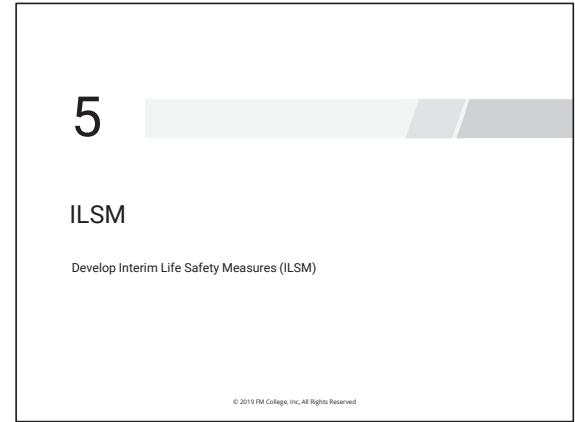 5
ILSM
Develop Interim Life Safety Measures (ILSM)
© 2019 FM College, Inc, All Rights Reserved